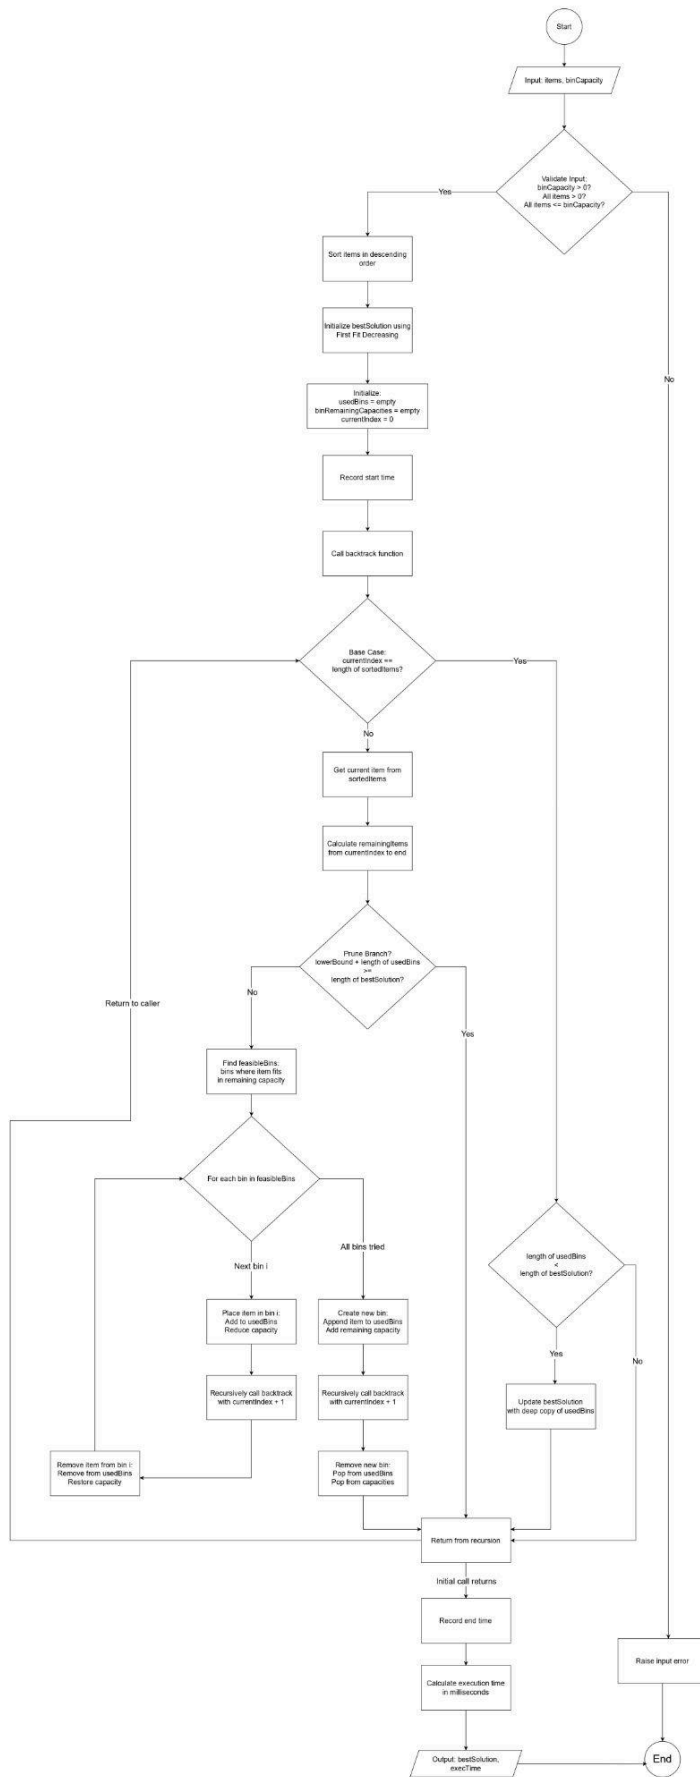 Start
Input: items, binCapacity
Validate Input:
binCapacity > 0?
All items > 0?
All items <= binCapacity?
Yes
No
Sort items in descending
order
Initialize bestSolution using
First Fit Decreasing
Initialize:
usedBins = empty
binRemainingCapacities = empty
currentIndex = 0
Record start time
Call backtrack function
Base Case:
currentIndex ==
length of sortedItems?
Yes
No
Get current item from
sortedItems
Calculate remainingItems
from currentIndex to end
Prune Branch?
lowerBound + length of usedBins
>=
length of bestSolution?
No
Yes
Return to caller
Find feasibleBins:
bins where item fits
in remaining capacity
For each bin in feasibleBins
Next bin i
All bins tried
length of usedBins
<
length of bestSolution?
Yes
No
Place item in bin i:
Add to usedBins
Reduce capacity
Create new bin:
Append item to usedBins
Add remaining capacity
Recursively call backtrack
with currentIndex + 1
Recursively call backtrack
with currentIndex + 1
Update bestSolution
with deep copy of usedBins
Remove item from bin i:
Remove from usedBins
Restore capacity
Remove new bin:
Pop from usedBins
Pop from capacities
Return from recursion
Initial call returns
Record end time
Raise input error
Calculate execution time
in milliseconds
Output: bestSolution,
execTime
End